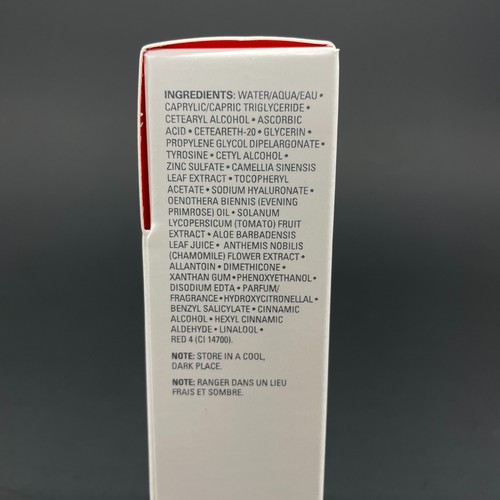 INGREDIENTS: WATER/AQUA/EAU •
CAPRYLIC/CAPRIC TRIGLYCERIDE •
CETEARYL ALCOHOL • ASCORBIC
ACID • CETEARETH-20 • GLYCERIN •
PROPYLENE GLYCOL DIPELARGONATE •
TYROSINE • CETYL ALCOHOL •
ZINC SULFATE • CAMELLIA SINENSIS
LEAF EXTRACT • TOCOPHERYL
ACETATE • SODIUM HYALURONATE •
OENOTHERA BIENNIS (EVENING
PRIMROSE) OIL • SOLANUM
LYCOPERSICUM (TOMATO) FRUIT
EXTRACT • ALOE BARBADENSIS
LEAF JUICE • ANTHEMIS NOBILIS
(CHAMOMILE) FLOWER EXTRACT •
ALLANTOIN • DIMETHICONE •
XANTHAN GUM • PHENOXYETHANOL •
DISODIUM EDTA • PARFUM/
FRAGRANCE • HYDROXYCITRONELLAL •
BENZYL SALICYLATE • CINNAMIC
ALCOHOL • HEXYL CINNAMIC
ALDEHYDE • LINALOOL •
RED 4 (CI 14700).
NOTE: STORE IN A COOL,
DARK PLACE.
NOTE: RANGER DANS UN LIEU
FRAIS ET SOMBRE.